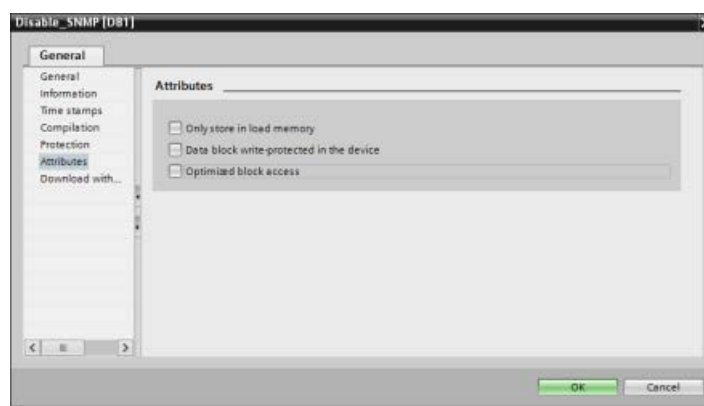 Disable_SNMP [DB1]
General
General
Information
Time stamps
Compilation
Protection
Attributes
Download with...
Attributes
Only store in load memory
Data block write-protected in the device
Optimized block access
OK
Cancel